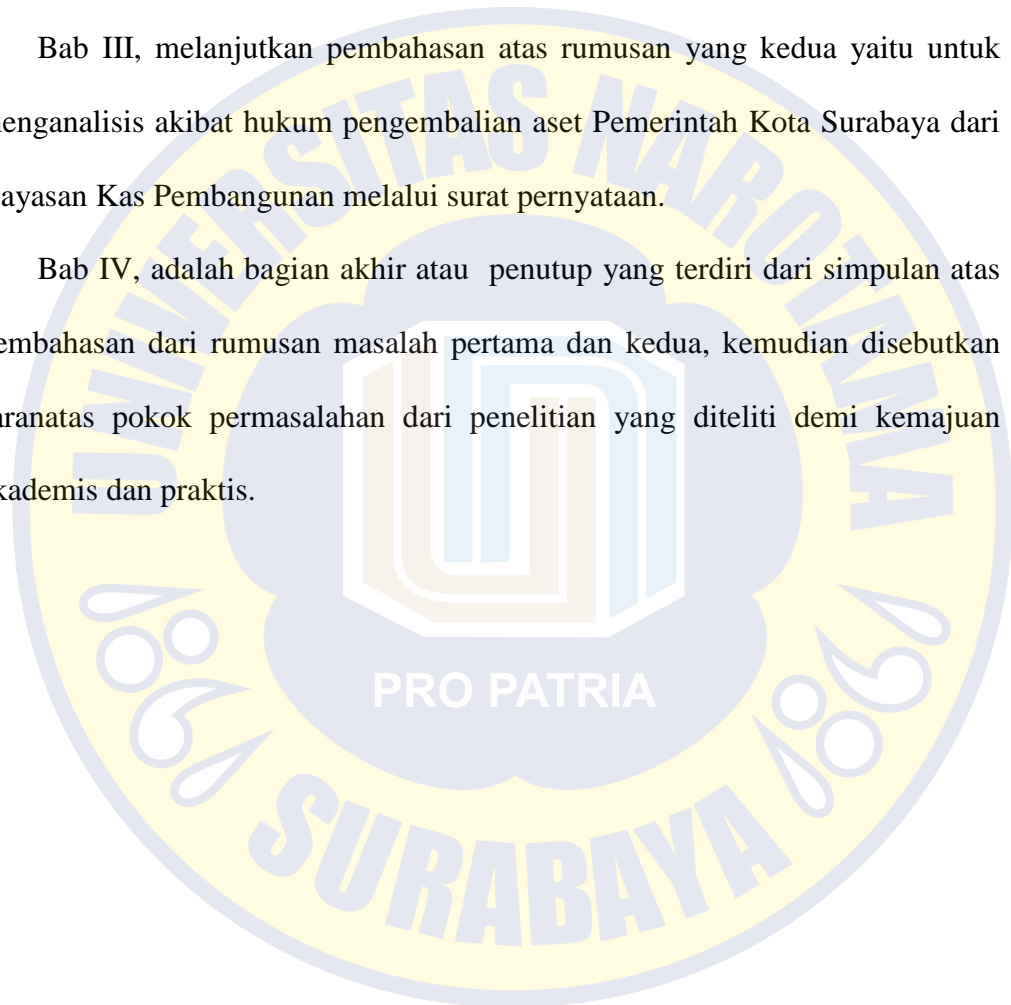 Bab III, melanjutkan pembahasan atas rumusan yang kedua yaitu untuk
menganalisis akibat hukum pengembalian aset Pemerintah Kota Surabaya dari
ayasan Kas Pembangunan melalui surat pernyataan.
Bab IV, adalah bagian akhir atau penutup yang terdiri dari simpulan atas
embahasan dari rumusan masalah pertama dan kedua, kemudian disebutkan
aranatas pokok permasalahan dari penelitian yang diteliti demi kemajuan
kademis dan praktis.
UNIVERSITAS NAROTAMA
PRO PATRIA
SURABAYA